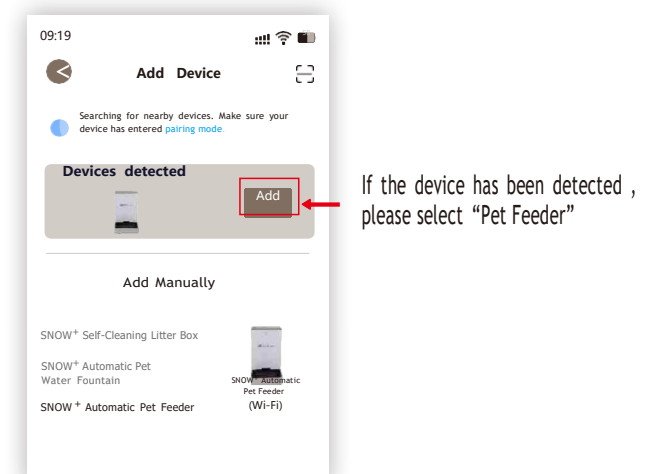 09:19
Add Device
Searching for nearby devices. Make sure your
device has entered pairing mode.
Devices detected
Add
If the device has been detected ,
please select “Pet Feeder”
Add Manually
SNOW+ Self-Cleaning Litter Box
SNOW+ Automatic Pet
Water Fountain
SNOW+ Automatic Pet Feeder
SNOW+ Automatic
Pet Feeder
(Wi-Fi)